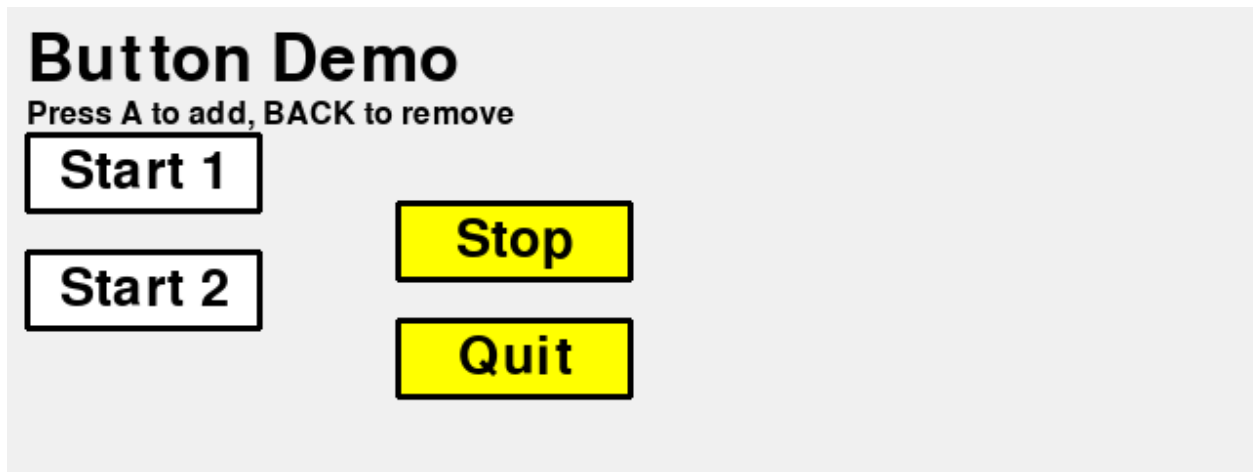 Button Demo
Press A to add, BACK to remove
Start 1
Stop
Start 2
Quit